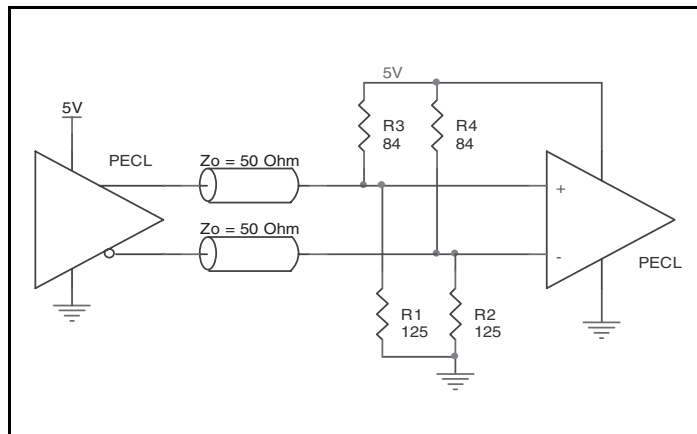 5V
5V
R3
84
R4
84
PECL
Zo = 50 Ohm
+
Zo = 50 Ohm
-
PECL
R1
125
R2
125